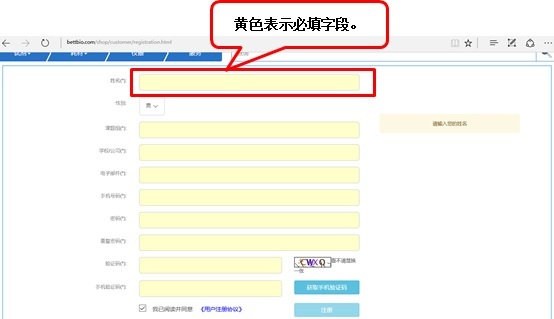 黄色表示必填字段。
bettbio.com/shop/customer/registration.html
服务
姓名(*):
性别:
男
课题组(*):
请输入您的姓名
学校/公司(*):
电子邮件(*):
手机号码(*):
密码(*):
重复密码(*):
验证码(*):
CWXQ
看不清楚换一张
手机验证码(*):
获取手机验证码
我已阅读并同意 《用户注册协议》
注册